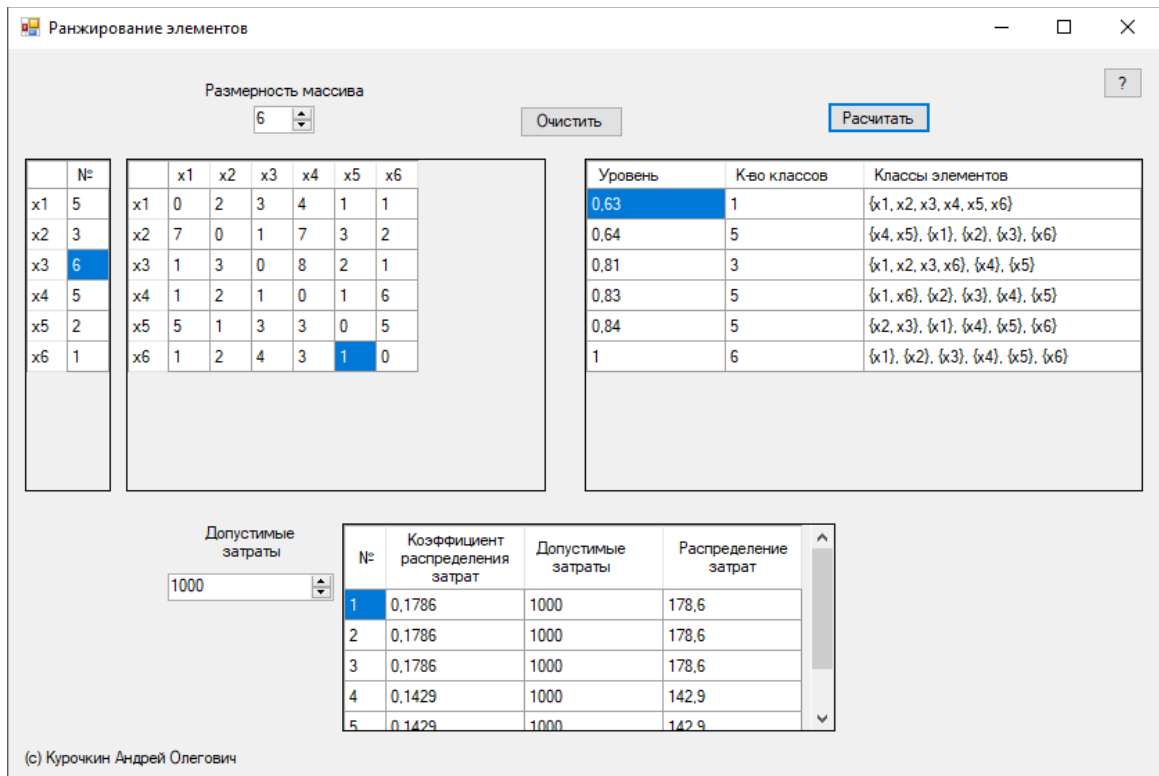 Ранжирование элементов
?
Размерность массива
6
Очистить
Расчитать
№
x1 5
x2 3
x3 6
x4 5
x5 2
x6 1
x1 x2 x3 x4 x5 x6
x1 0 2 3 4 1 1
x2 7 0 1 7 3 2
x3 1 3 0 8 2 1
x4 1 2 1 0 1 6
x5 5 1 3 3 0 5
x6 1 2 4 3 1 0
Уровень К-во классов Классы элементов
0,63 1 {x1, x2, x3, x4, x5, x6}
0,64 5 {x4, x5}, {x1}, {x2}, {x3}, {x6}
0,81 3 {x1, x2, x3, x6}, {x4}, {x5}
0,83 5 {x1, x6}, {x2}, {x3}, {x4}, {x5}
0,84 5 {x2, x3}, {x1}, {x4}, {x5}, {x6}
1 6 {x1}, {x2}, {x3}, {x4}, {x5}, {x6}
Допустимые
затраты
1000
№ Коэффициент распределения затрат Допустимые затраты Распределение затрат
1 0,1786 1000 178,6
2 0,1786 1000 178,6
3 0,1786 1000 178,6
4 0,1429 1000 142,9
5 0,1429 1000 142,9
(c) Курочкин Андрей Олегович